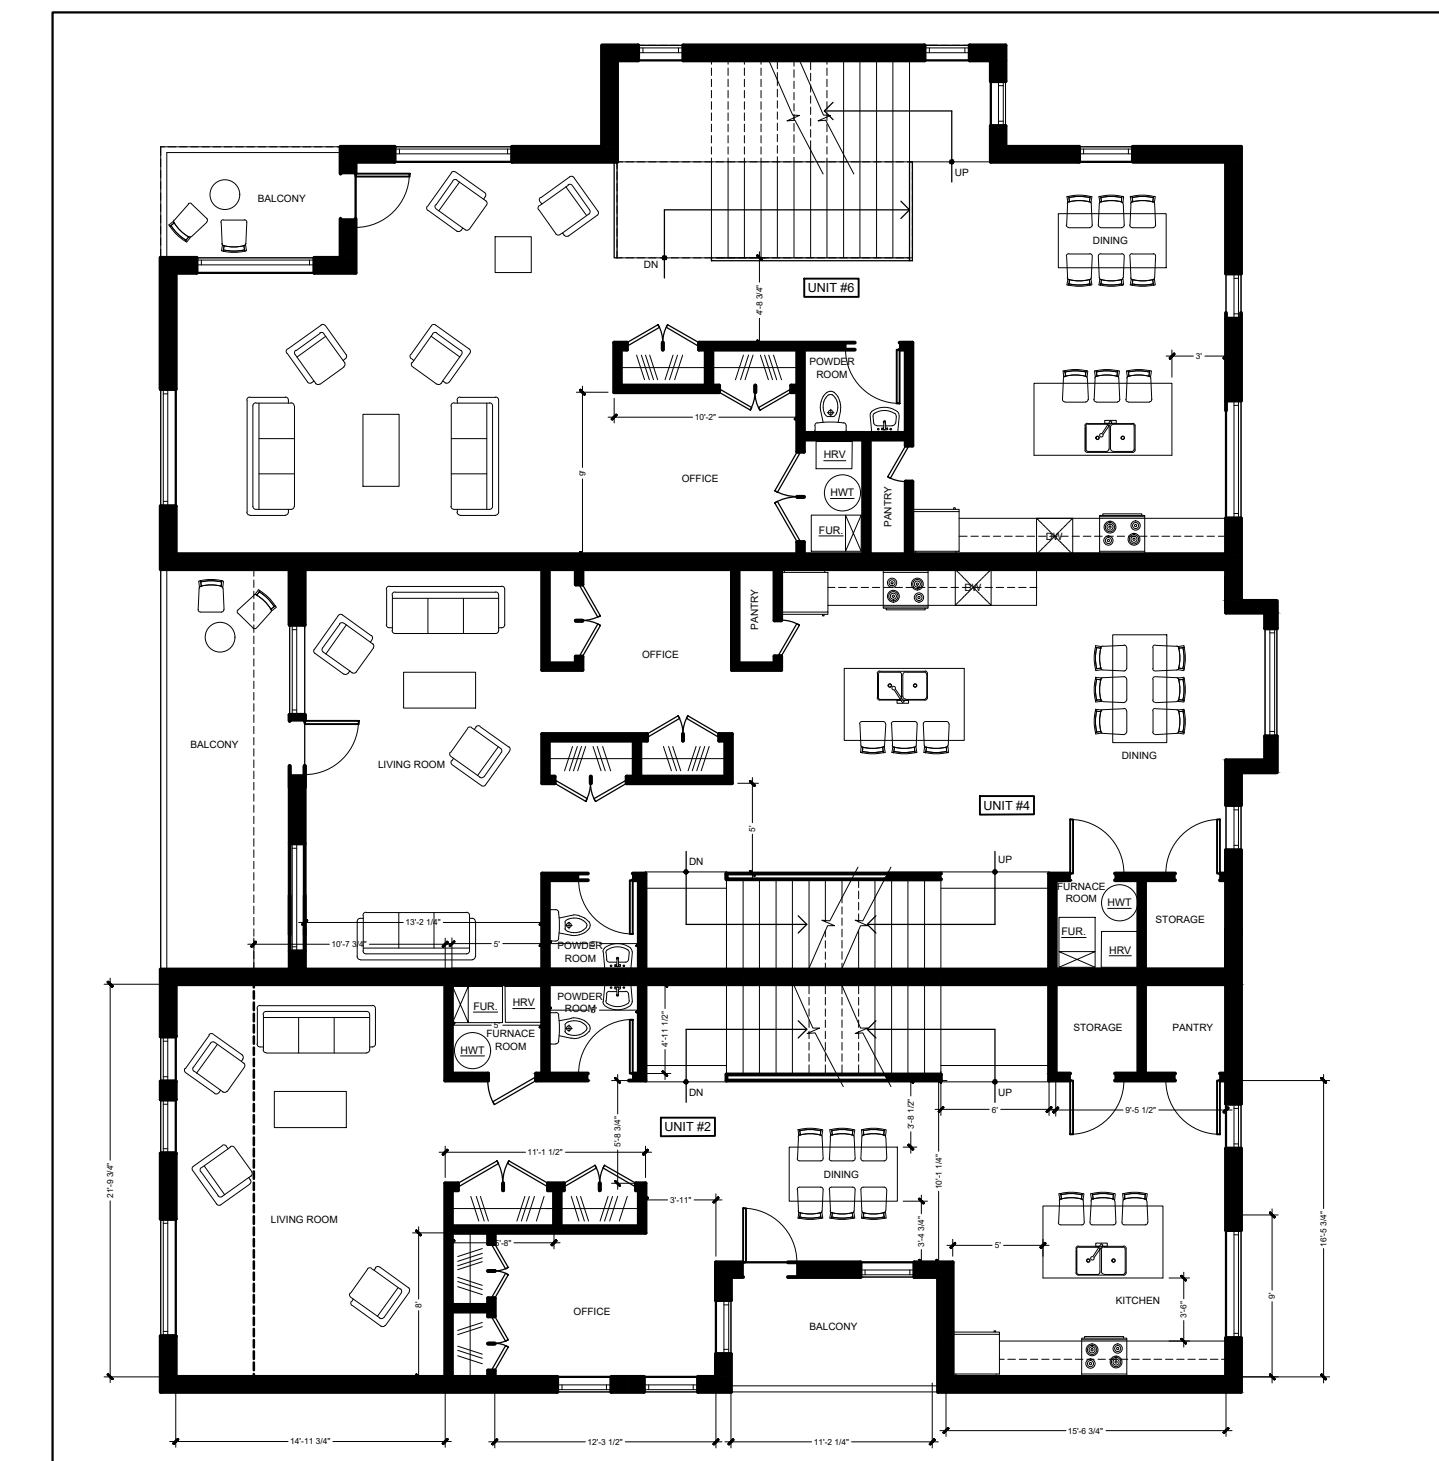 UP
BALCONY
DINING
DN
UNIT #6
4'-8 3/4"
POWDER
ROOM
3'
10'-2"
9'
OFFICE
HRV
HWT
FUR.
PANTRY
DW
PANTRY
DW
OFFICE
BALCONY
LIVING ROOM
DINING
UNIT #4
5'
DN
UP
FURNACE
ROOM
HWT
STORAGE
FUR.
HRV
13'-2 1/4"
10'-7 3/4"
5'
POWDER
ROOM
POWDER
ROOM
FUR.
HRV
5'
FURNACE
ROOM
HWT
4'-11 1/2"
STORAGE
PANTRY
DN
UP
UNIT #2
3'-8 1/2"
6'
9'-5 1/2"
5'-8 3/4"
11'-1 1/2"
DINING
10'-1 1/4"
21'-9 3/4"
3'-11"
LIVING ROOM
3'-4 3/4"
5'
16'-5 3/4"
9'
8'
OFFICE
KITCHEN
3'-6"
BALCONY
14'-11 3/4"
12'-3 1/2"
11'-2 1/4"
15'-6 3/4"